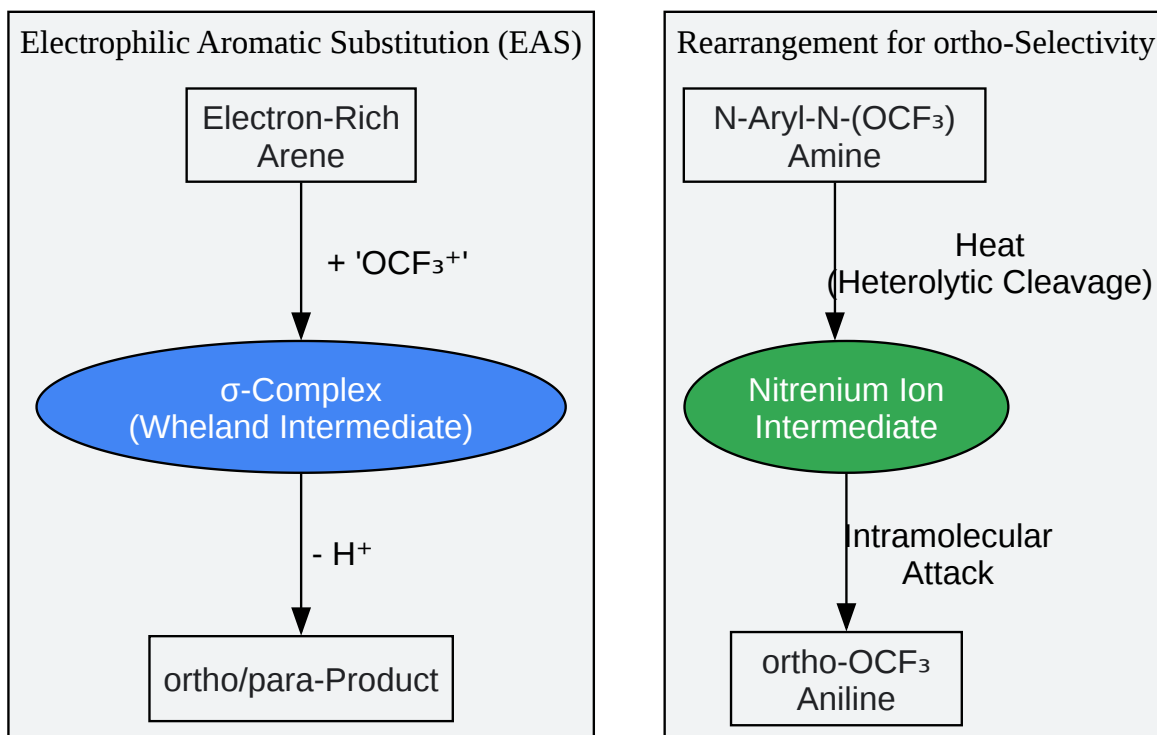 Electrophilic Aromatic Substitution (EAS)
Electron-Rich
Arene
+ 'OCF₃⁺'
σ-Complex
(Wheland Intermediate)
- H⁺
ortho/para-Product
Rearrangement for ortho-Selectivity
N-Aryl-N-(OCF₃)
Amine
Heat
(Heterolytic Cleavage)
Nitrenium Ion
Intermediate
Intramolecular
Attack
ortho-OCF₃
Aniline